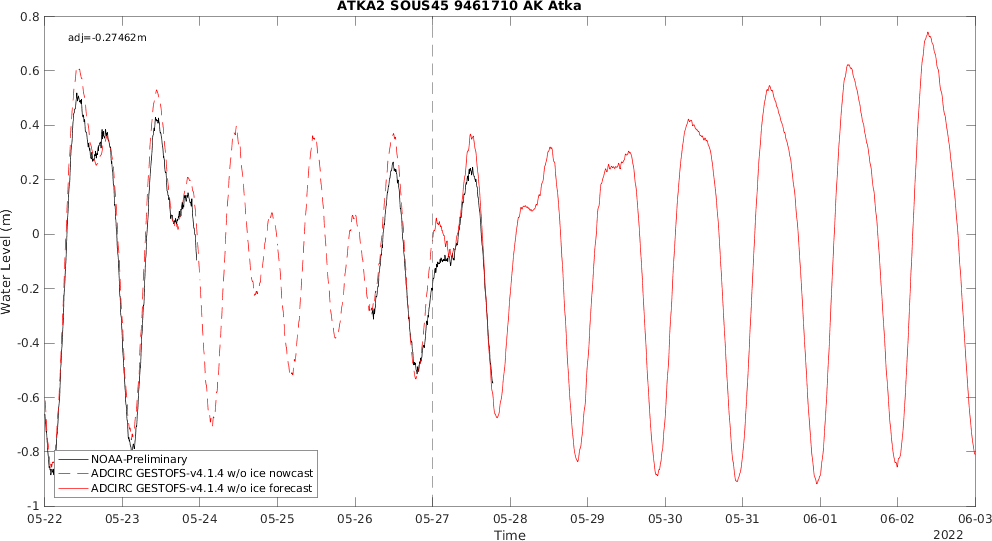 ATKA2 SOUS45 9461710 AK Atka
adj=-0.27462m
0.8
0.6
0.4
0.2
0
-0.2
-0.4
-0.6
-0.8
-1
Water Level (m)
NOAA-Preliminary
ADCIRC GESTOFS-v4.1.4 w/o ice nowcast
ADCIRC GESTOFS-v4.1.4 w/o ice forecast
05-22 05-23 05-24 05-25 05-26 05-27 05-28 05-29 05-30 05-31 06-01 06-02 06-03
Time
2022